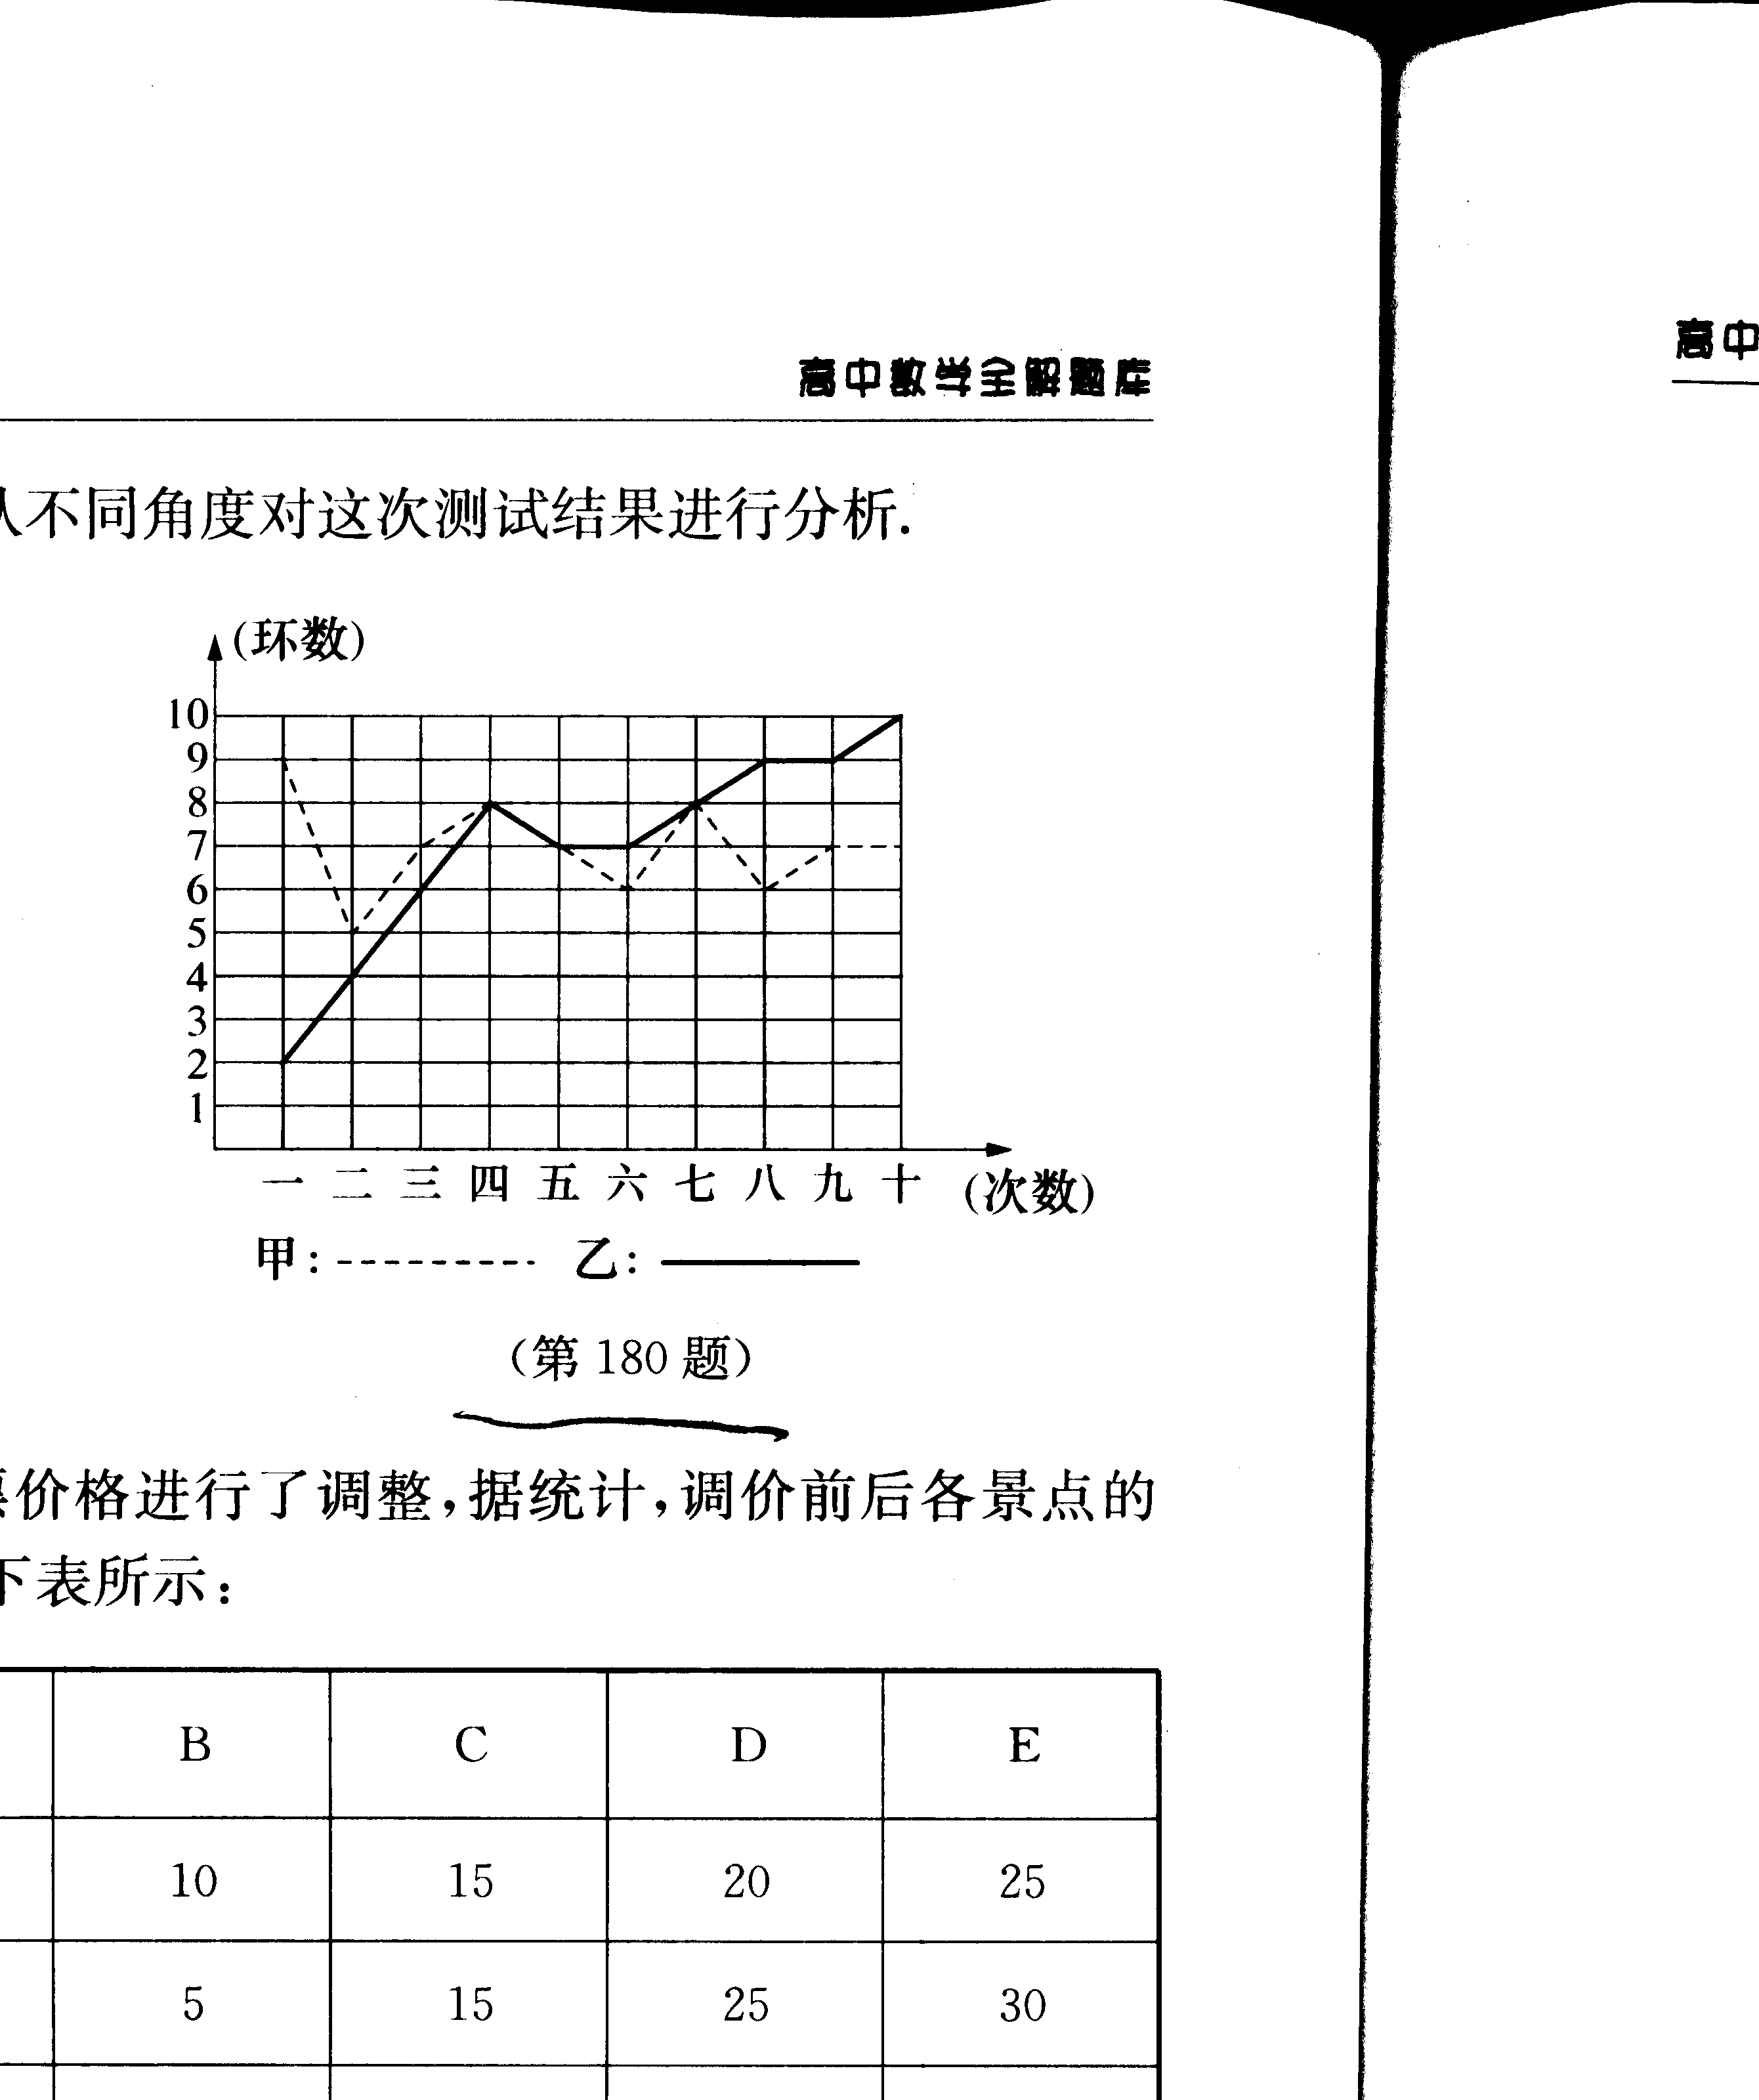 高中数学全解题库
高中
不同角度对这次测试结果进行分析.
(环数)
10
9
8
7
6
5
4
3
2
1
一 二 三 四 五 六 七 八 九 十 (次数)
甲: 乙:
(第 180 题)
价格进行了调整,据统计,调价前后各景点的
下表所示:
B C D E
10 15 20 25
5 15 25 30